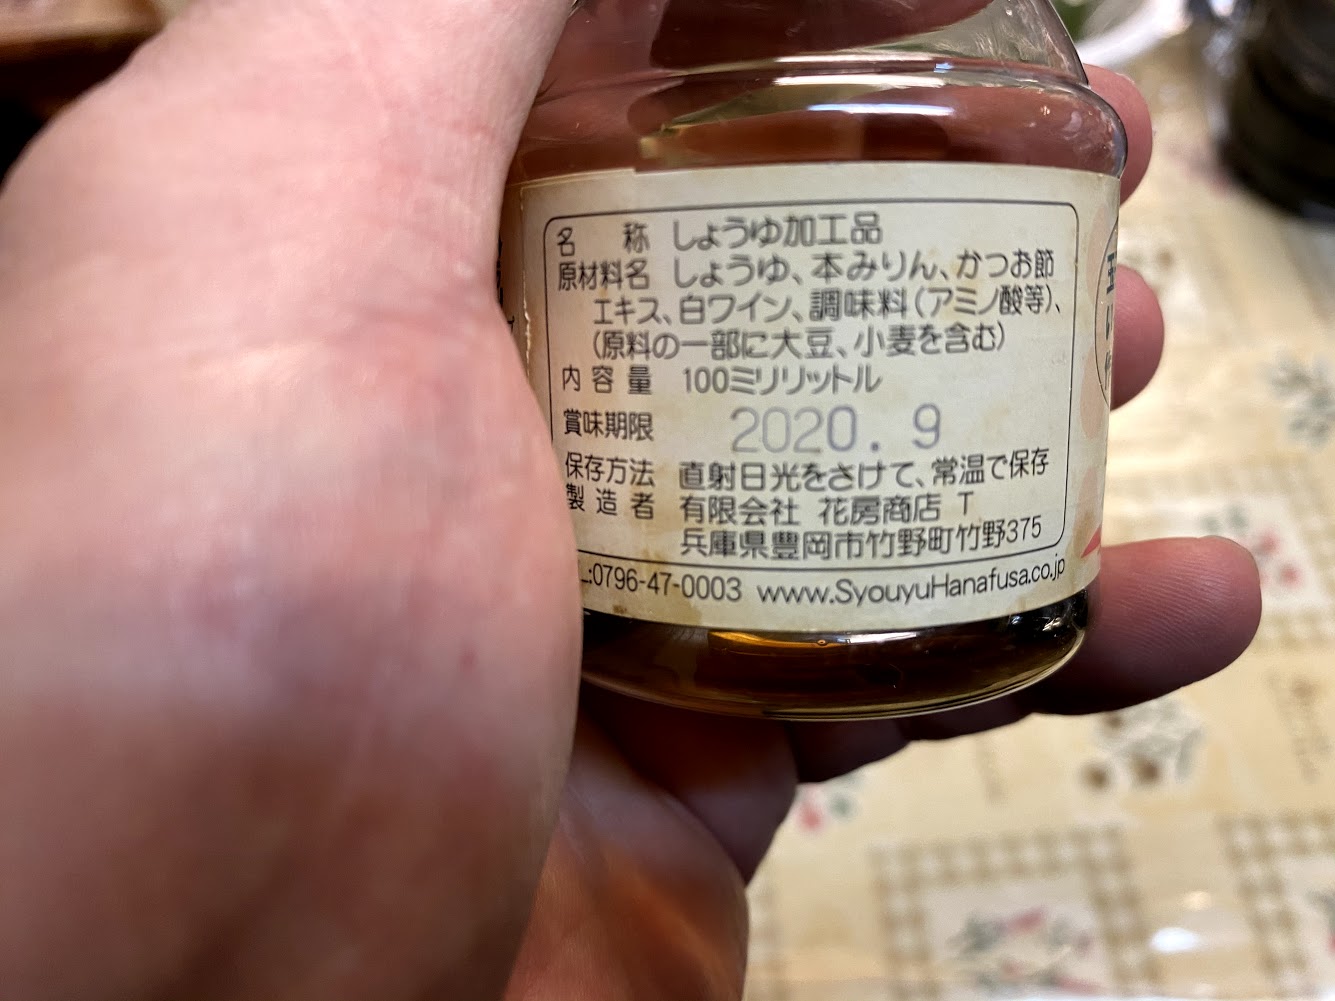 名 称 しょうゆ加工品
原材料名 しょうゆ、本みりん、かつお節
エキス、白ワイン、調味料(アミノ酸等)、
(原料の一部に大豆、小麦を含む)
内容量 100ミリリットル
賞味期限 2020.9
保存方法 直射日光をさけて、常温で保存
製造者 有限会社 花房商店 T
兵庫県豊岡市竹野町竹野375
L:0796-47-0003 www.SyouyuHanafusa.co.jp